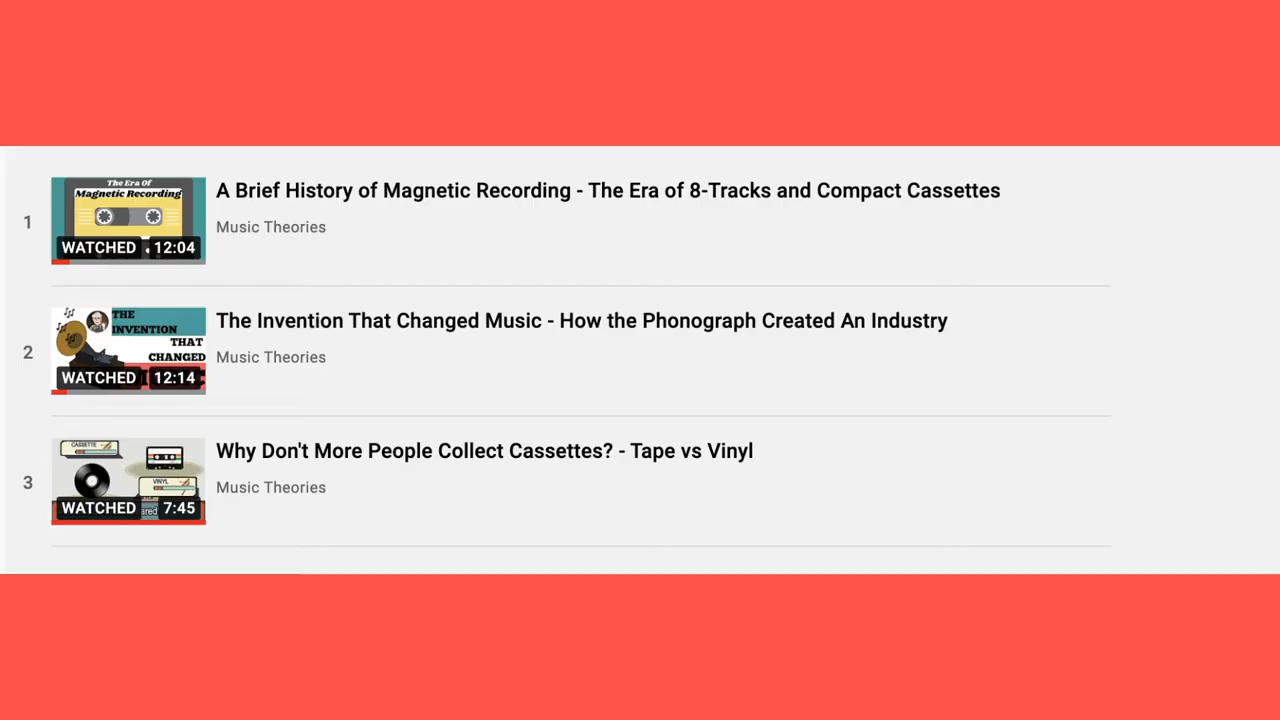 1
The Era Of
Magnetic Recording
WATCHED
12:04
A Brief History of Magnetic Recording - The Era of 8-Tracks and Compact Cassettes
Music Theories
2
THE
INVENTION
THAT
CHANGED
WATCHED
12:14
The Invention That Changed Music - How the Phonograph Created An Industry
Music Theories
3
CASSETTE
VINYL
WATCHED
7:45
Why Don't More People Collect Cassettes? - Tape vs Vinyl
Music Theories